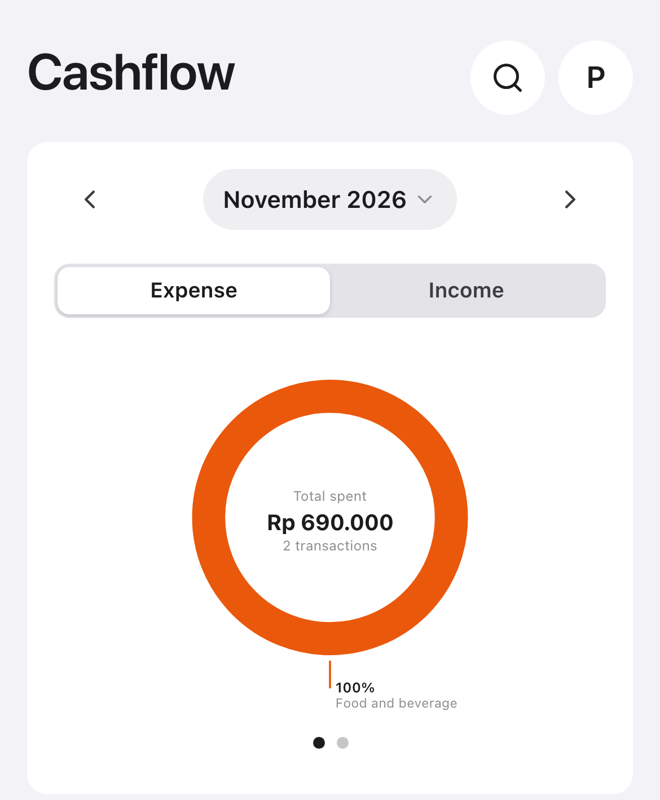 Cashflow
P
November 2026
Expense
Income
Total spent
Rp 690.000
2 transactions
100%
Food and beverage